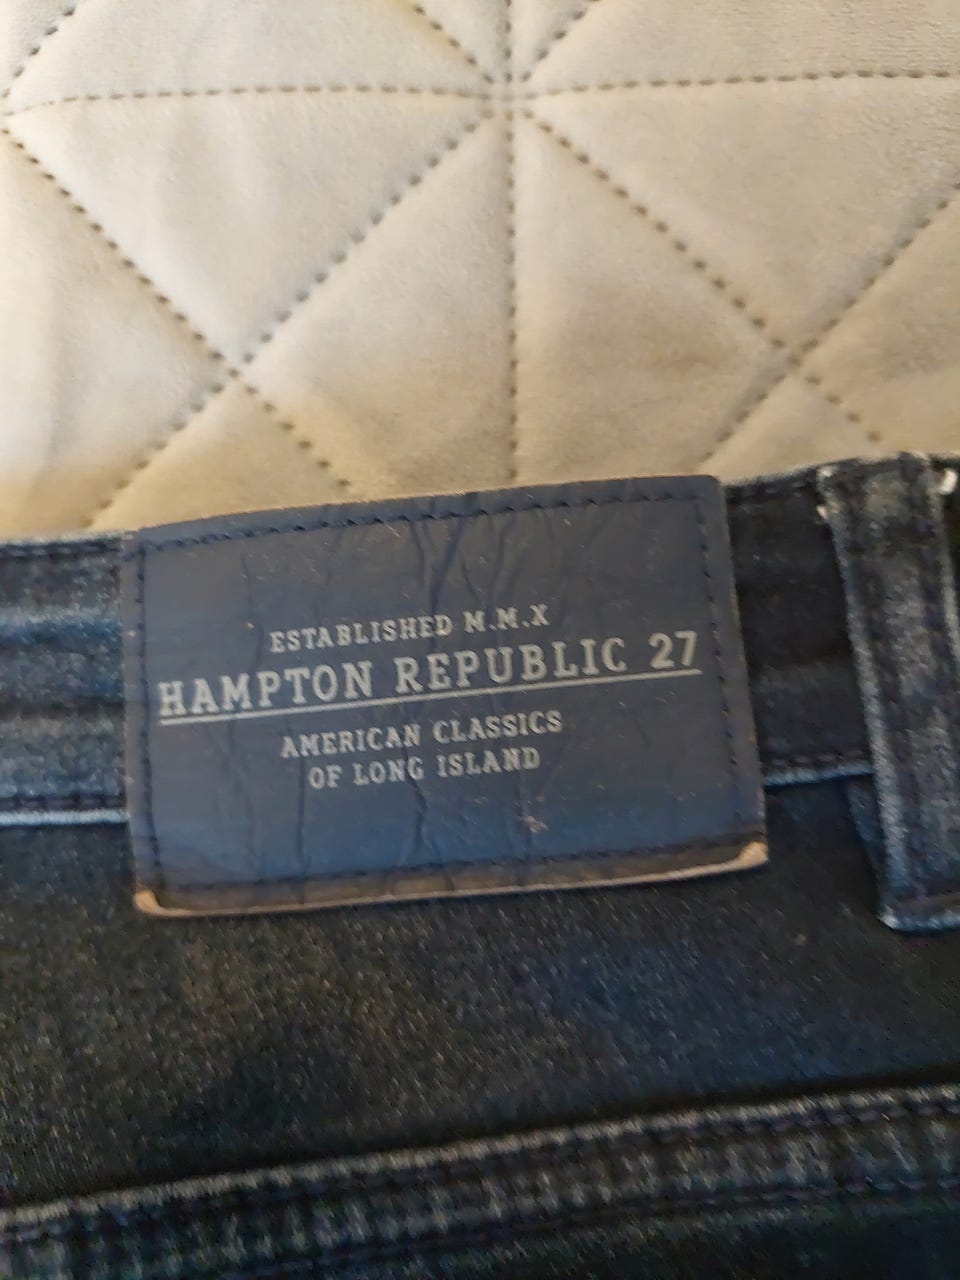 ESTABLISHED M.M.X
HAMPTON REPUBLIC 27
AMERICAN CLASSICS
OF LONG ISLAND